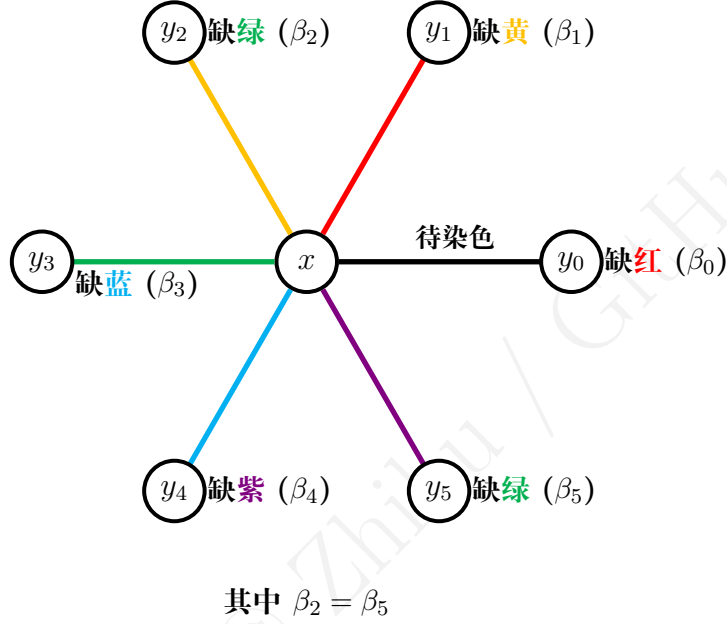 y₂ 缺绿 (β₂)
y₁ 缺黄 (β₁)
y₃
缺蓝 (β₃)
x
待染色
y₀ 缺红 (β₀)
y₄ 缺紫 (β₄)
y₅ 缺绿 (β₅)
其中 β₂ = β₅